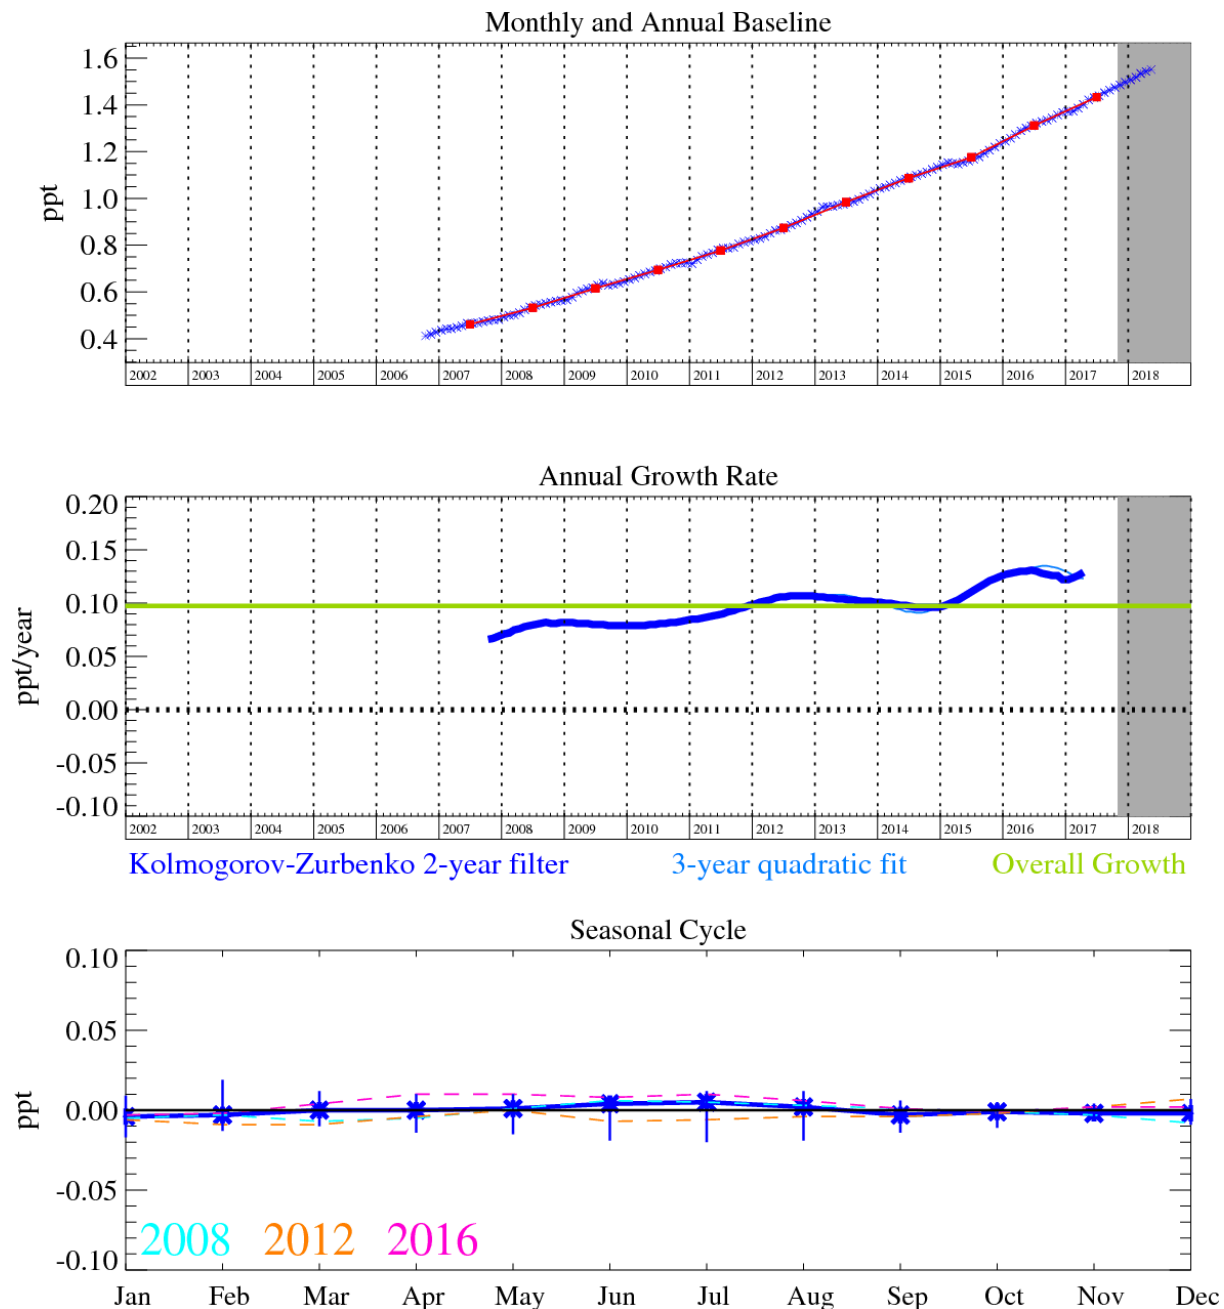 Monthly and Annual Baseline
1.6
1.4
1.2
1.0
0.8
0.6
0.4
ppt
2002 2003 2004 2005 2006 2007 2008 2009 2010 2011 2012 2013 2014 2015 2016 2017 2018
Annual Growth Rate
0.20
0.15
0.10
0.05
0.00
-0.05
-0.10
ppt/year
2002 2003 2004 2005 2006 2007 2008 2009 2010 2011 2012 2013 2014 2015 2016 2017 2018
Kolmogorov-Zurbenko 2-year filter 3-year quadratic fit Overall Growth
Seasonal Cycle
0.10
0.05
0.00
-0.05
-0.10
ppt
2008 2012 2016
Jan Feb Mar Apr May Jun Jul Aug Sep Oct Nov Dec